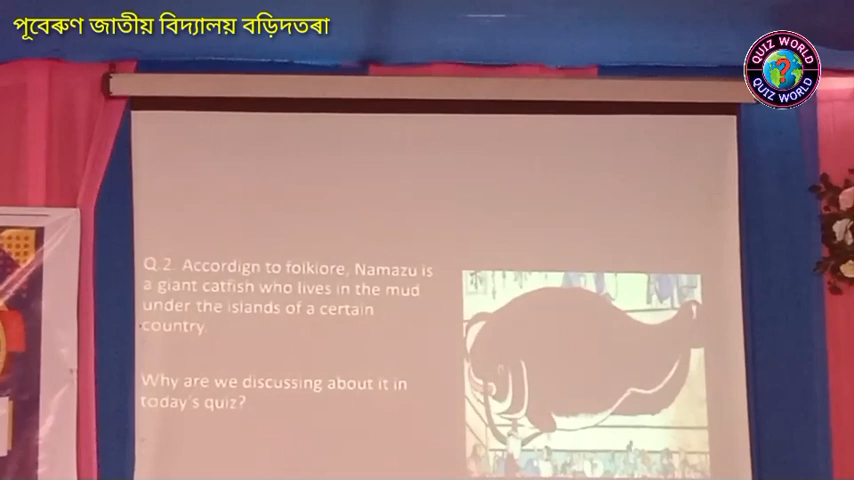 পূবেৰুণ জাতীয় বিদ্যালয় বড়িদতৰা
QUIZ WORLD
?
QUIZ WORLD
Q.2. Accordign to folklore, Namazu is
a giant catfish who lives in the mud
under the islands of a certain
country.
Why are we discussing about it in
today's quiz?